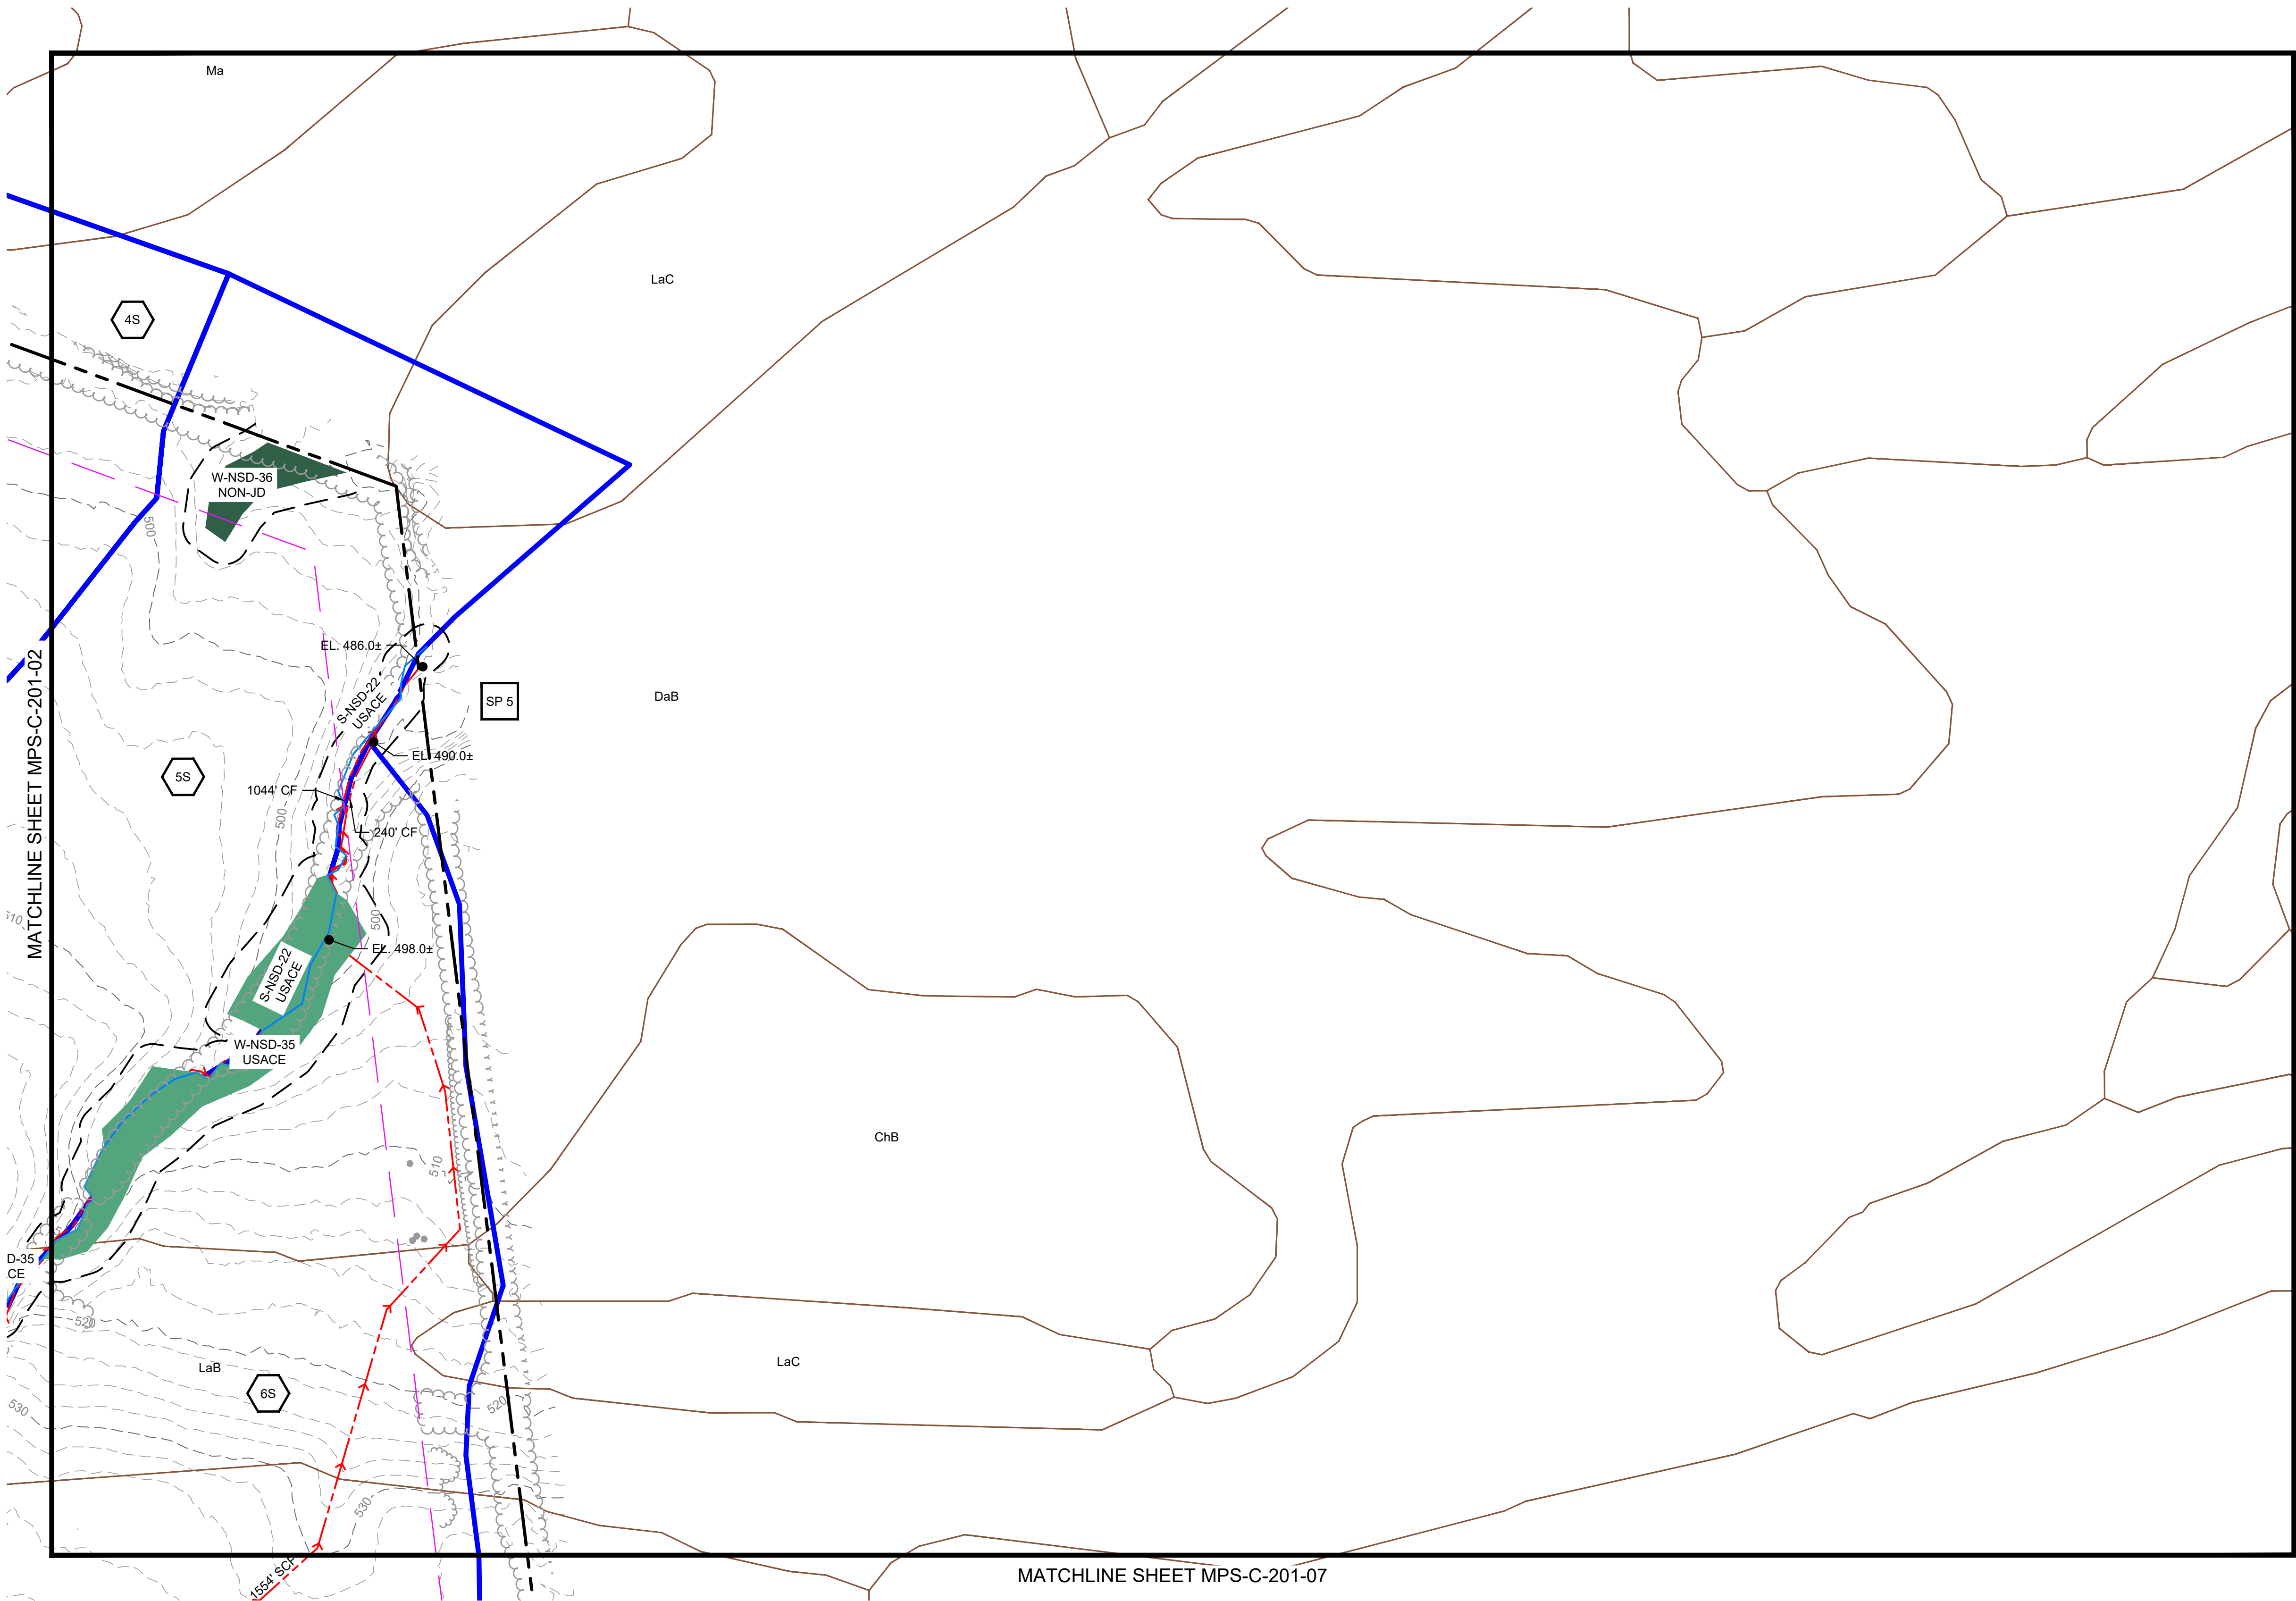 Ma
LaC
4S
W-NSD-36
NON-JD
500
EL. 486.0±
S-NSD-22
USACE
SP 5
DaB
EL. 490.0±
5S
1044' CF
500
240' CF
MATCHLINE SHEET MPS-C-201-02
510
500
EL. 498.0±
S-NSD-22
USACE
W-NSD-35
USACE
ChB
510
D-35
CE
520
LaB
LaC
6S
520
530
530
1554' SCF
MATCHLINE SHEET MPS-C-201-07